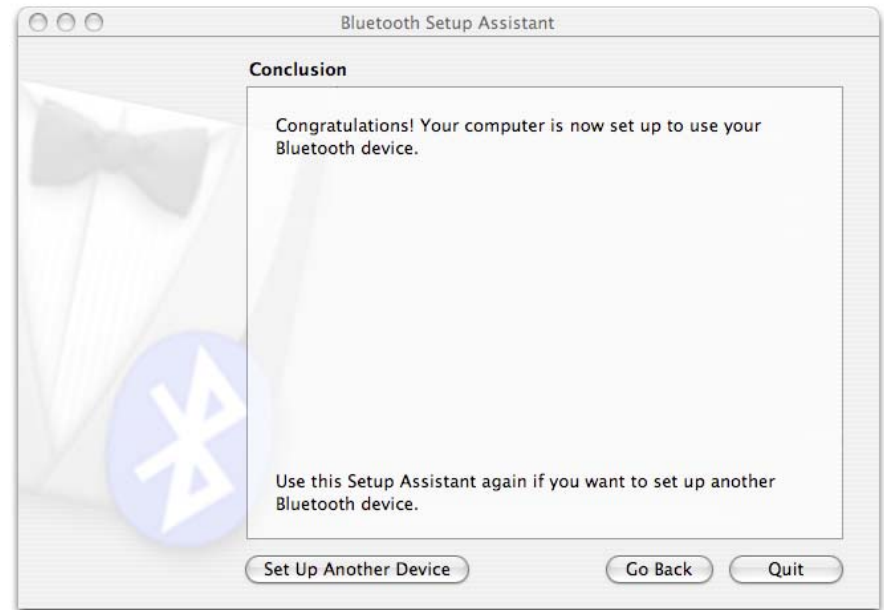 Bluetooth Setup Assistant
Conclusion
Congratulations! Your computer is now set up to use your
Bluetooth device.
Use this Setup Assistant again if you want to set up another
Bluetooth device.
Set Up Another Device
Go Back
Quit